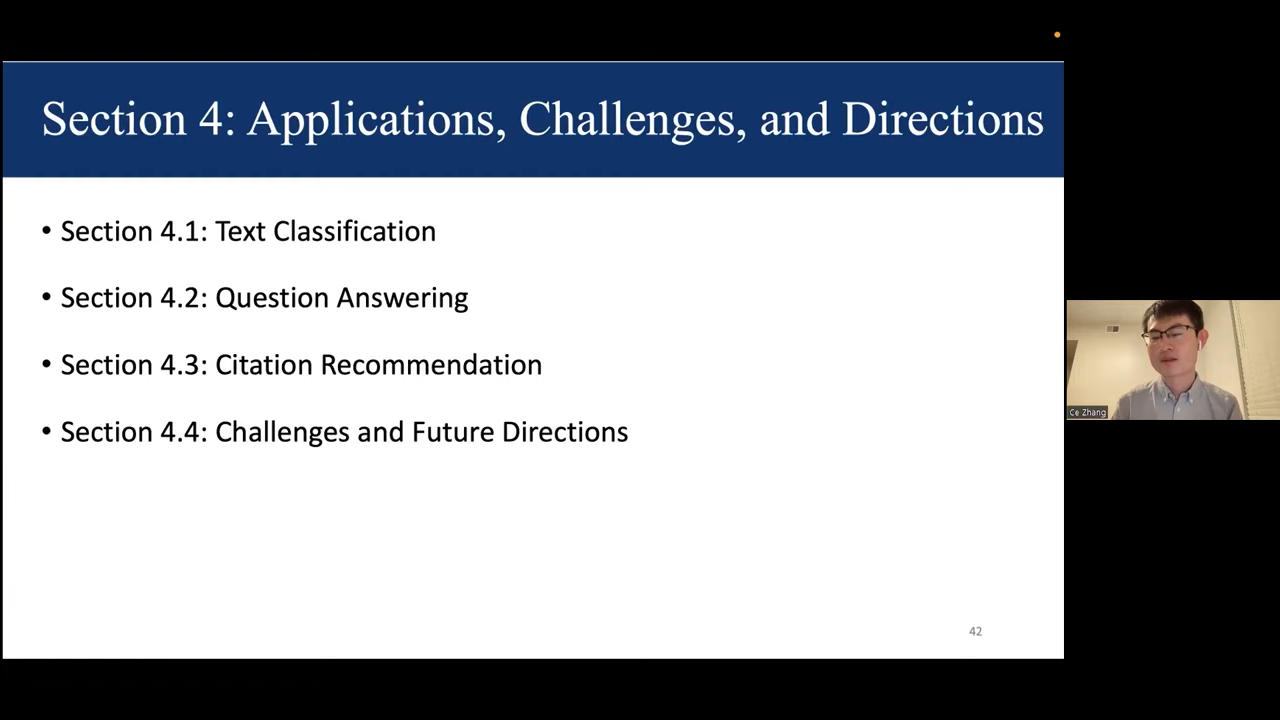 Section 4: Applications, Challenges, and Directions
• Section 4.1: Text Classification
• Section 4.2: Question Answering
• Section 4.3: Citation Recommendation
• Section 4.4: Challenges and Future Directions
Ce Zhang
42